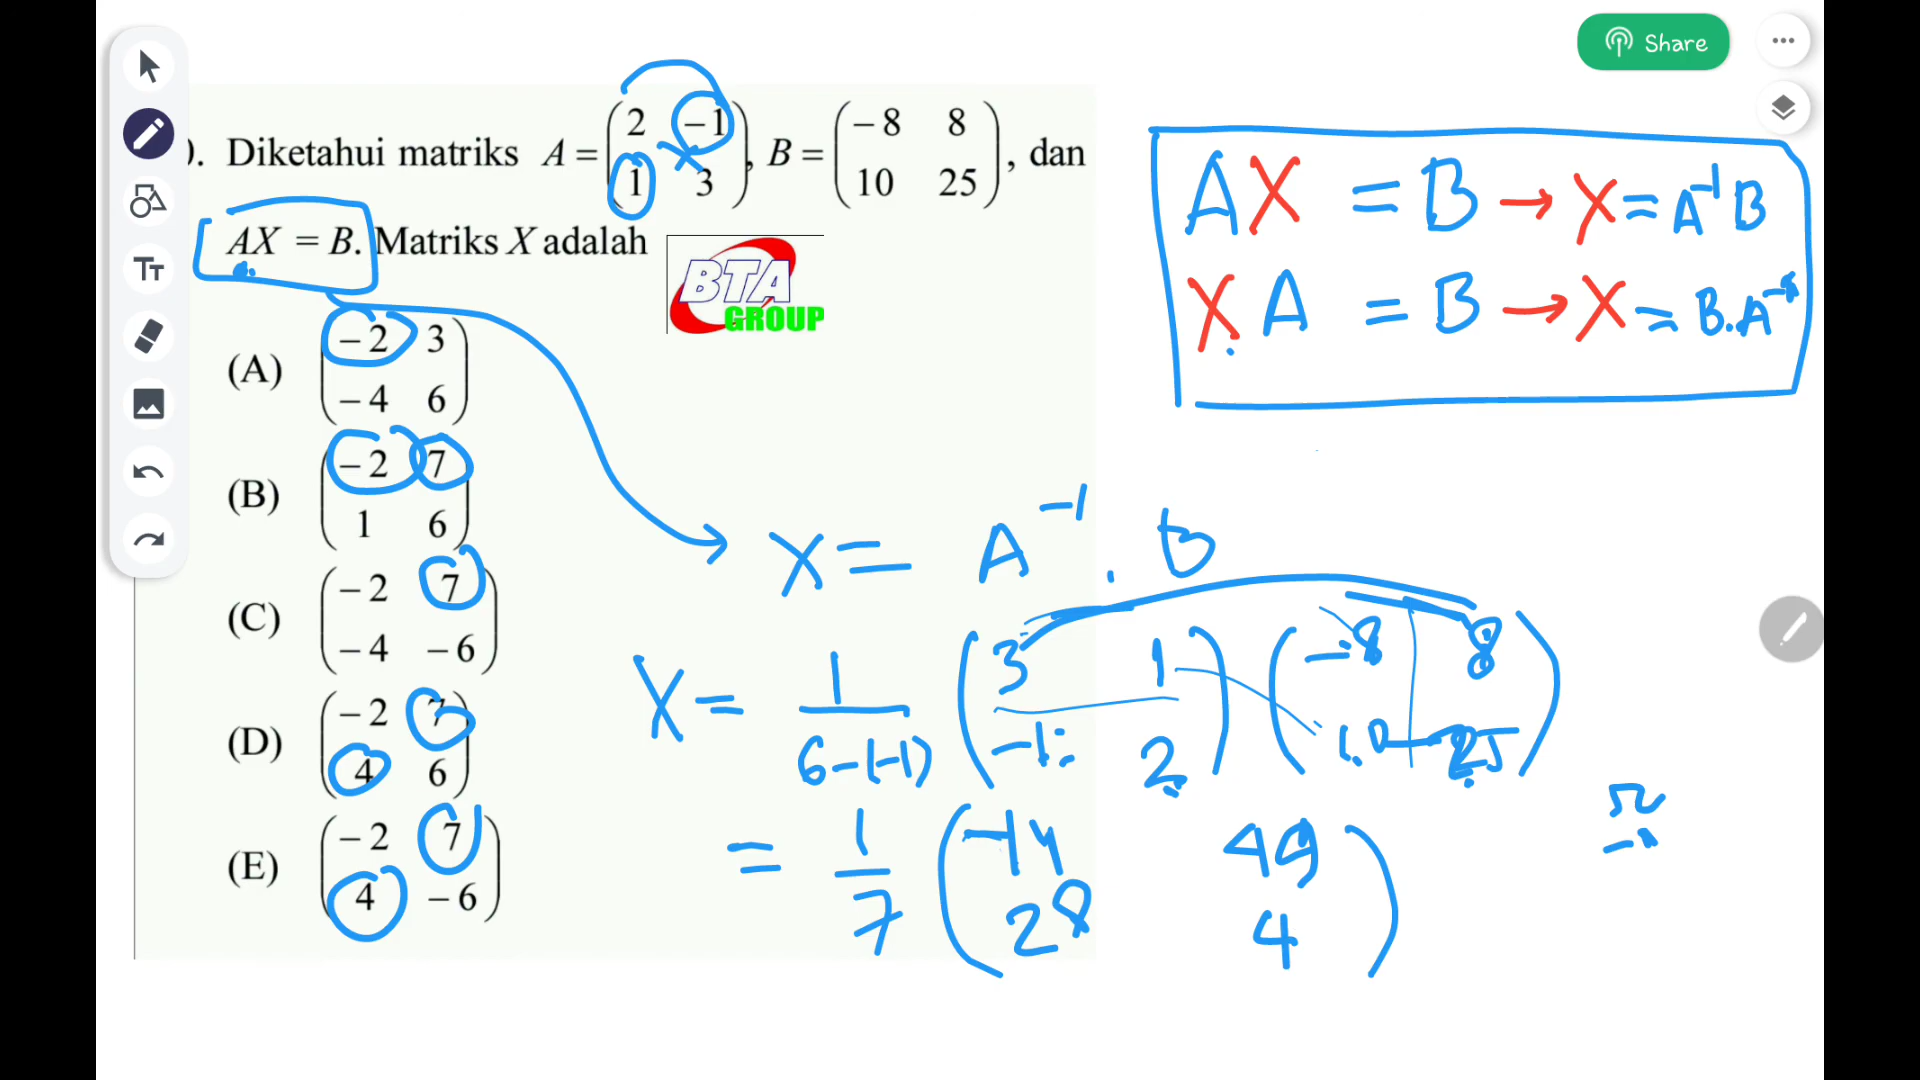 Share
). Diketahui matriks A = (2 -1 1 3), B = (-8 8 10 25), dan
AX = B. Matriks X adalah
BTA
GROUP
(A) (-2 3 -4 6)
(B) (-2 7 1 6)
(C) (-2 7 -4 -6)
(D) (-2 7 4 6)
(E) (-2 7 4 -6)
AX = B → X = A⁻¹ B
XA = B → X = B.A⁻¹
X = A⁻¹ . B
X = 1/6-(-1) (3 1 -1 2) (-8 8 10 25)
= 1/7 (-14 49 28 4)